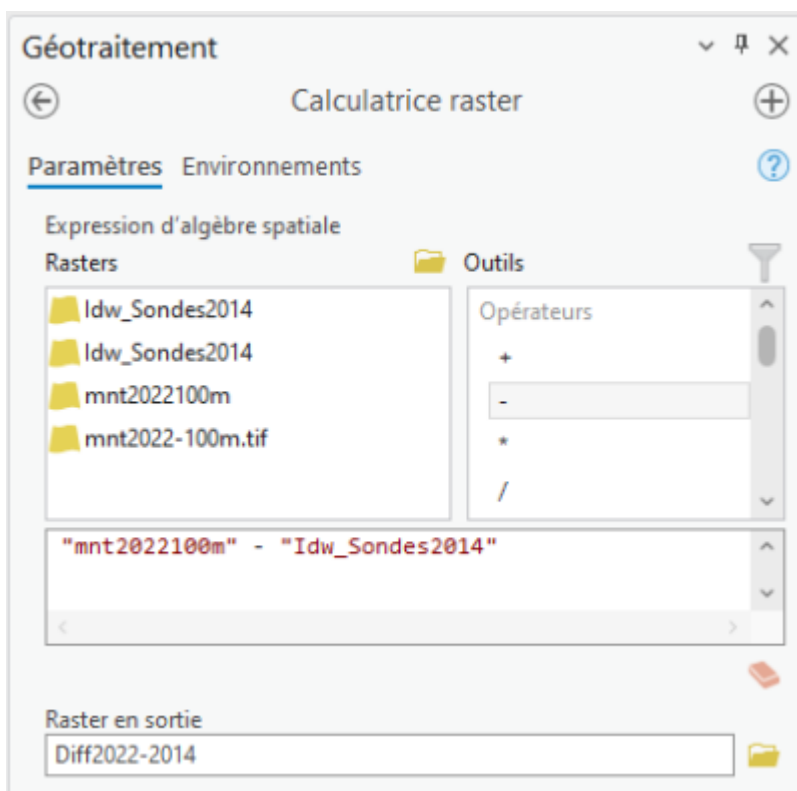 Géotraitement
Calculatrice raster
Paramètres Environnements
Expression d'algèbre spatiale
Rasters
Outils
Idw_Sondes2014
Idw_Sondes2014
mnt2022100m
mnt2022-100m.tif
Opérateurs
+
-
*
/
"mnt2022100m" - "Idw_Sondes2014"
Raster en sortie
Diff2022-2014